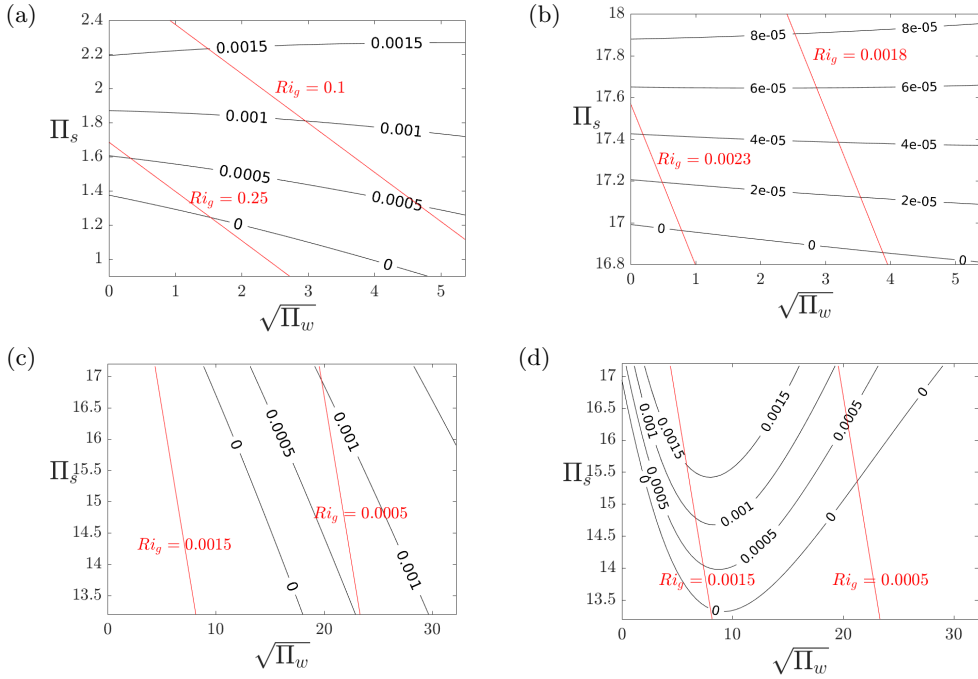 (a)
2.4
2.2
2
1.8
1.6
1.4
1.2
1
Π_s
0.0015
0.0015
Ri_g = 0.1
0.001
0.001
0.0005
0.0005
Ri_g = 0.25
0
0
0 1 2 3 4 5
√Π_w
(b)
18
17.6
17.2
17
16.8
Π_s
8e-05
8e-05
Ri_g = 0.0018
6e-05
6e-05
4e-05
4e-05
Ri_g = 0.0023
2e-05
2e-05
0
0
0 1 2 3 4 5
√Π_w
(c)
17
16.5
16
15
14.5
14
13.5
Π_s
0
0.0005
0.001
Ri_g = 0.0005
Ri_g = 0.0015
0.001
0
0 10 20 30
√Π_w
(d)
17
16.5
16
15.5
15
14.5
14
13.5
Π_s
0.001
0.0015
0.0015
0.0005
0
0
0.0005
0.001
0
0.0005
Ri_g = 0.0015
Ri_g = 0.0005
0
0 10 20 30
√Π_w